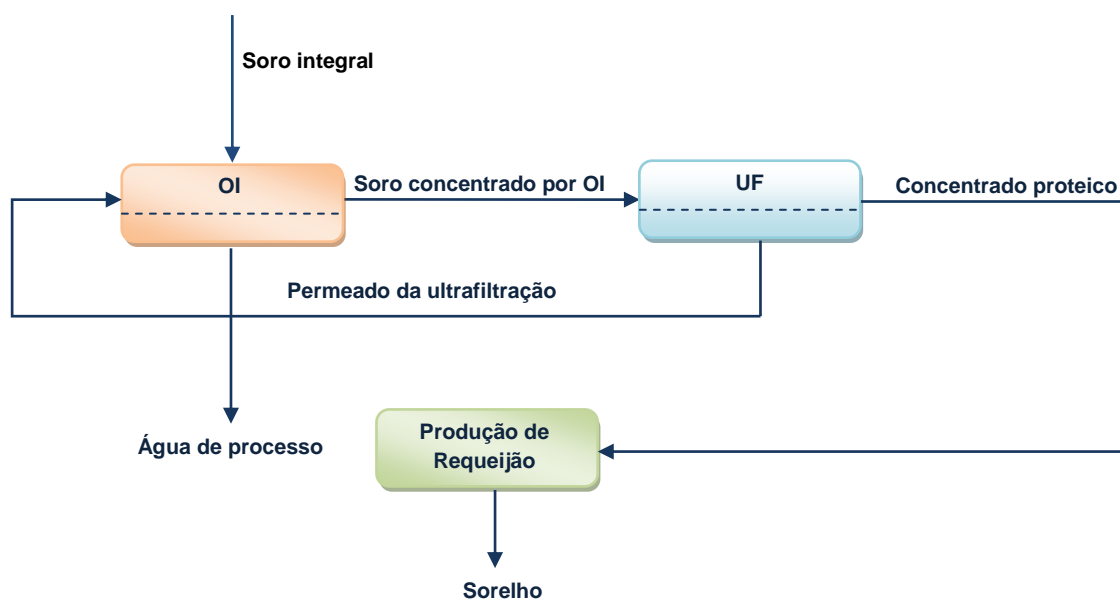 Soro integral
OI
Soro concentrado por OI
UF
Concentrado proteico
Permeado da ultrafiltração
Água de processo
Produção de
Requeijão
Sorelho